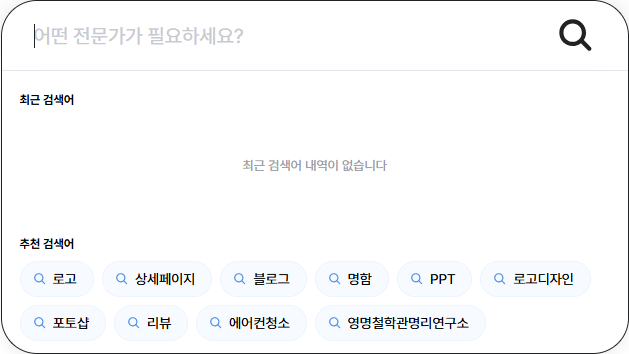 어떤 전문가가 필요하세요?
최근 검색어
최근 검색어 내역이 없습니다
추천 검색어
로고 상세페이지 블로그 명함 PPT 로고디자인
포토샵 리뷰 에어컨청소 영명철학관명리연구소